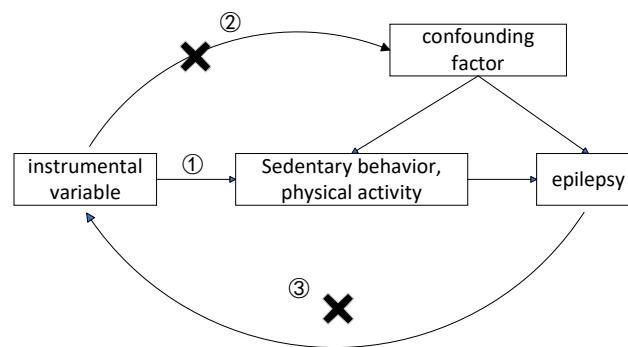 ②
confounding
factor
①
instrumental
variable
Sedentary behavior,
physical activity
epilepsy
③